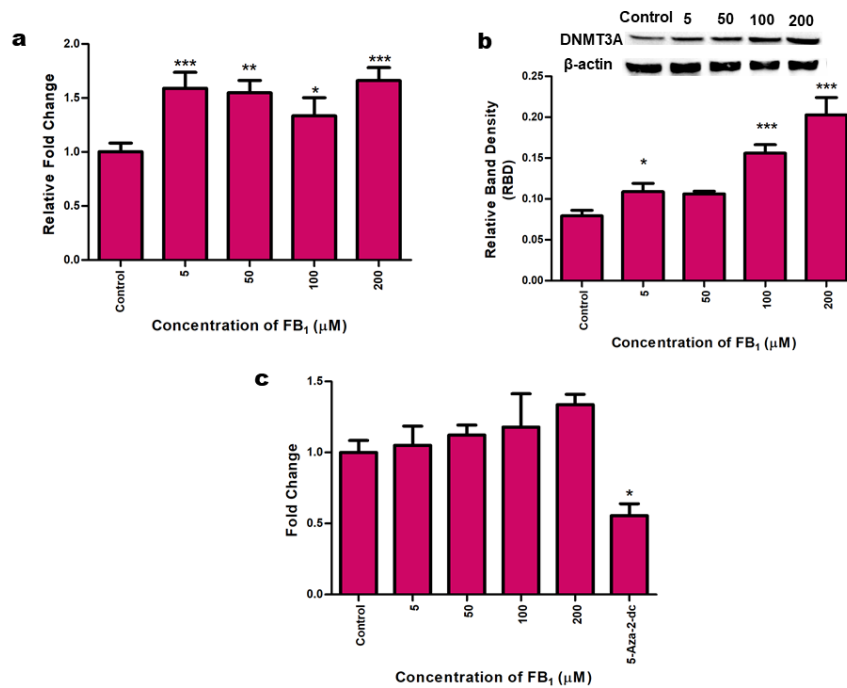 a
Relative Fold Change
2.0
1.5
1.0
0.5
0.0
***
**
*
***
Control
5
50
100
200
Concentration of FB₁ (μM)
b
Control 5 50 100 200
DNMT3A
β-actin
Relative Band Density
(RBD)
0.25
0.20
0.15
0.10
0.05
0.00
*
***
***
Control
5
50
100
200
Concentration of FB₁ (μM)
c
Fold Change
1.5
1.0
0.5
0.0
*
Control
5
50
100
200
5-Aza-2-dc
Concentration of FB₁ (μM)